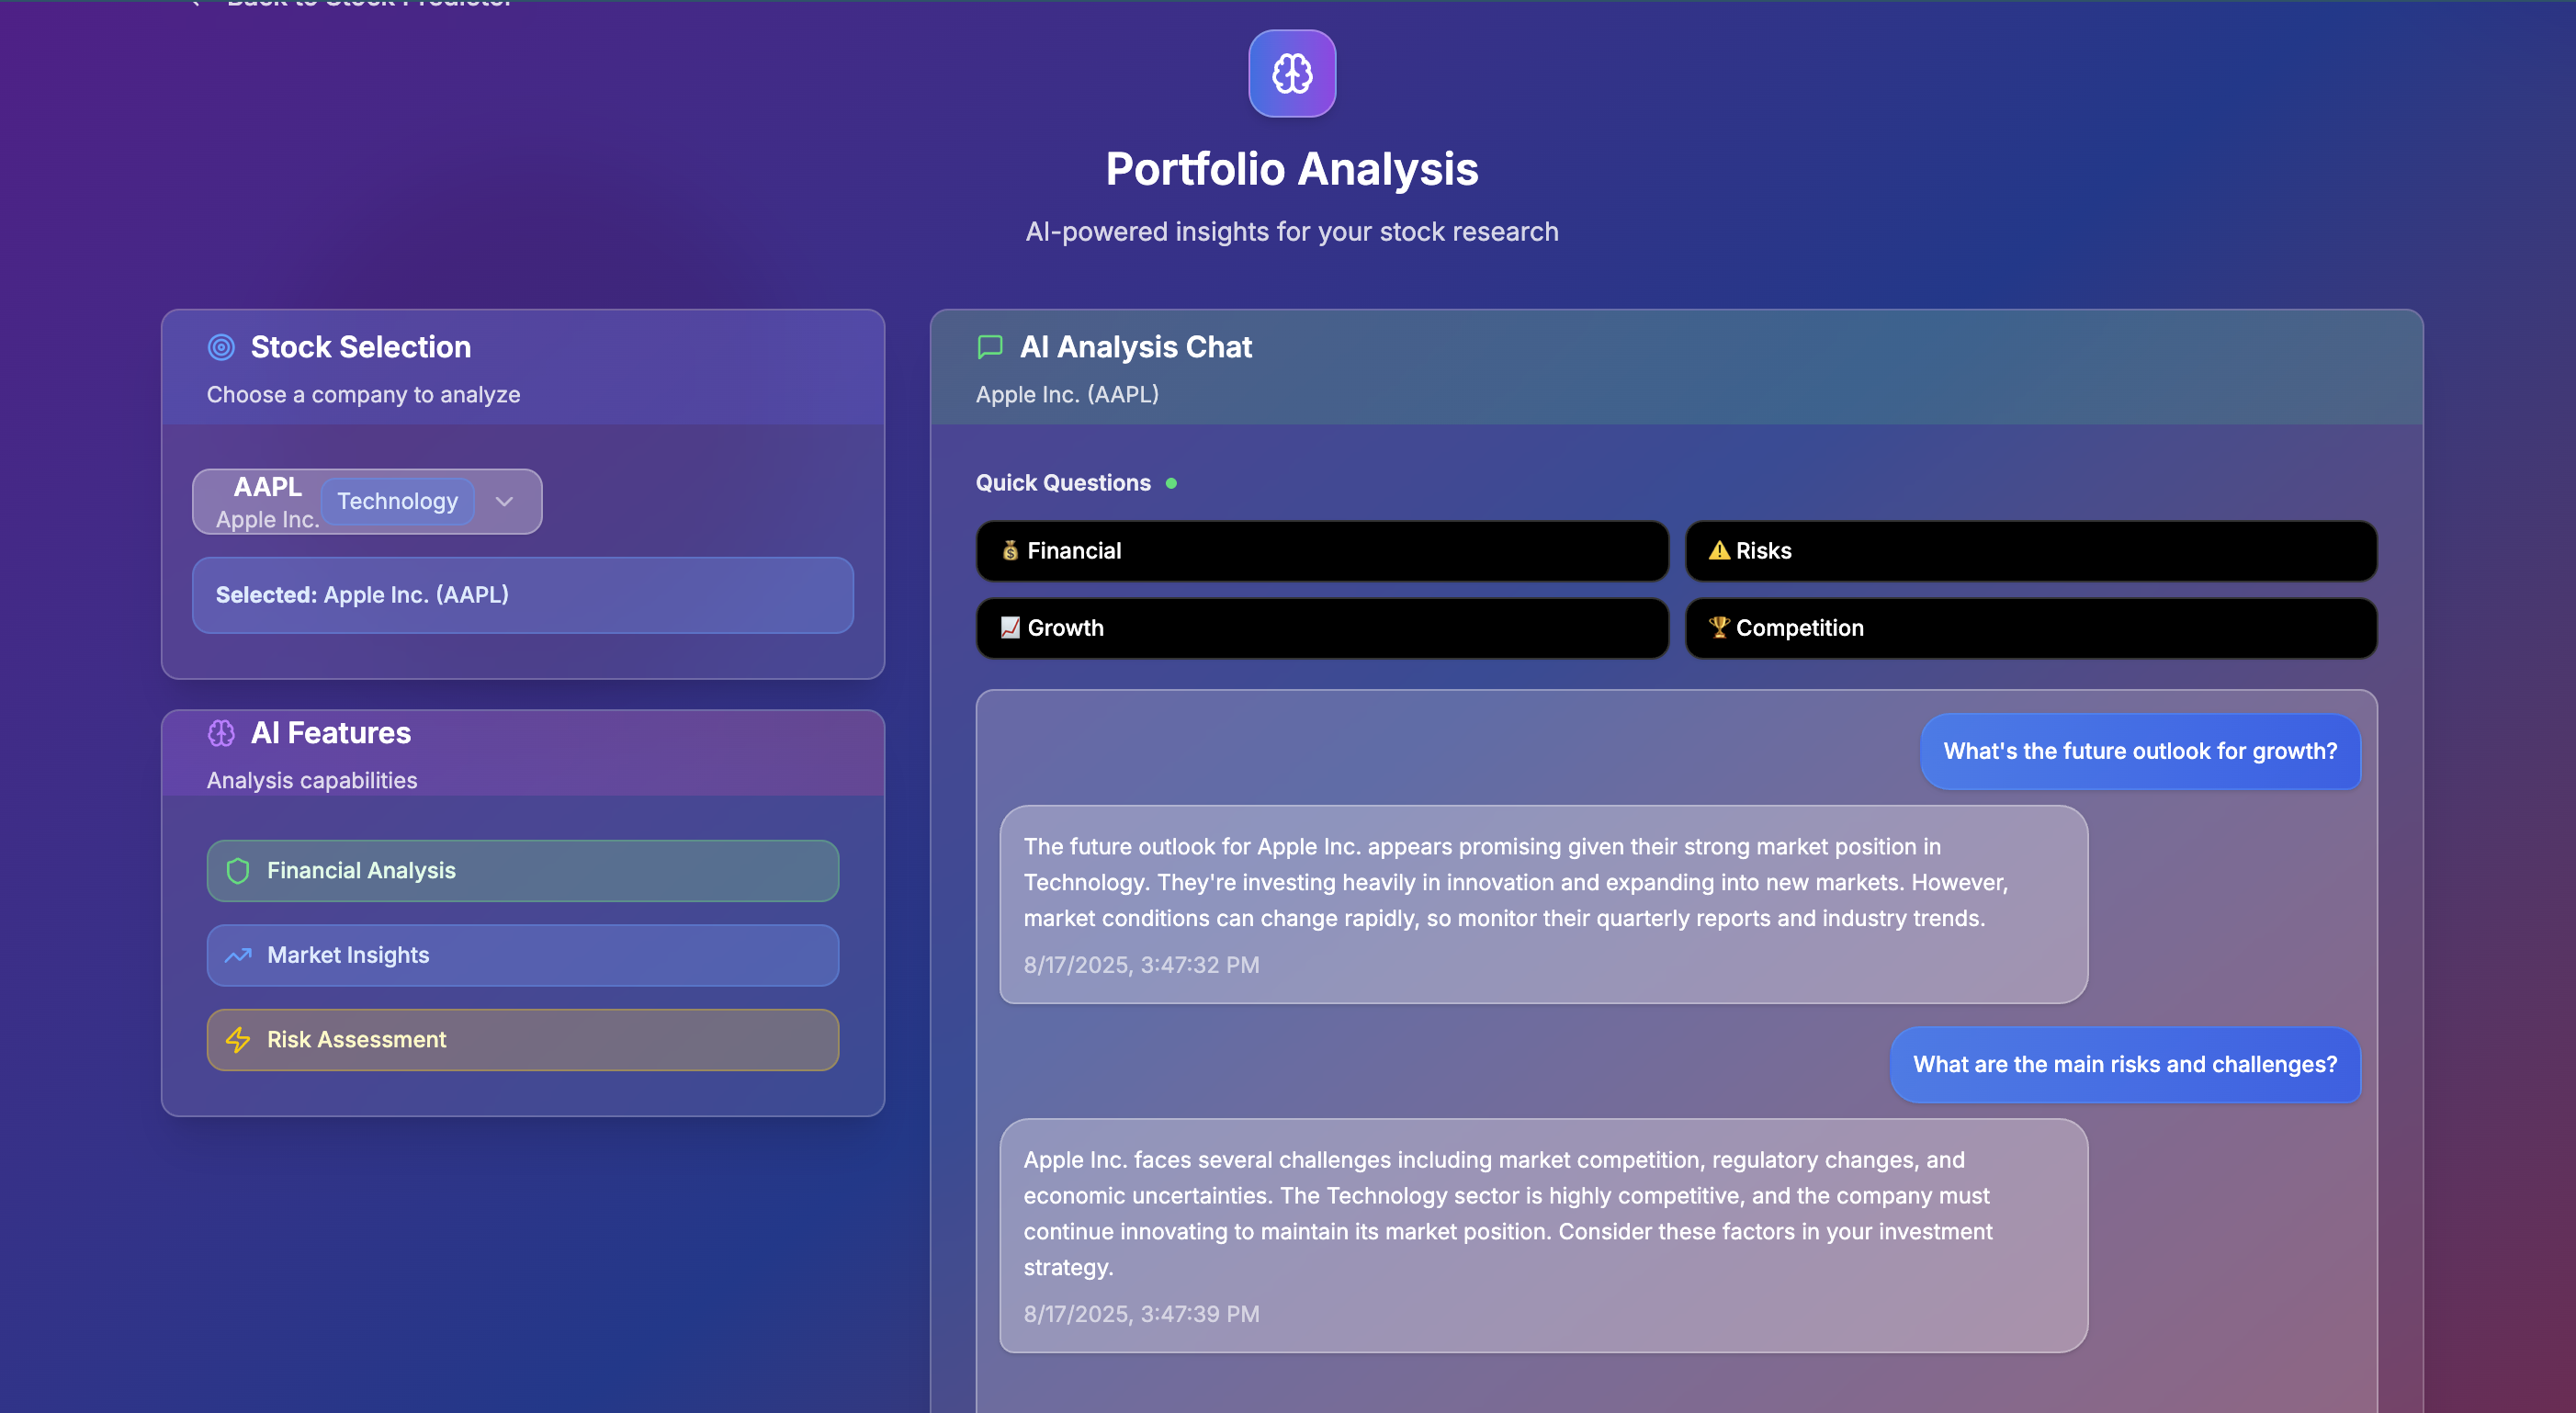 Back to Stock Predictor
Portfolio Analysis
AI-powered insights for your stock research
Stock Selection
Choose a company to analyze
AAPL
Apple Inc.
Technology
Selected: Apple Inc. (AAPL)
AI Features
Analysis capabilities
Financial Analysis
Market Insights
Risk Assessment
AI Analysis Chat
Apple Inc. (AAPL)
Quick Questions
💰 Financial
⚠️ Risks
📈 Growth
🏆 Competition
What's the future outlook for growth?
The future outlook for Apple Inc. appears promising given their strong market position in
Technology. They're investing heavily in innovation and expanding into new markets. However,
market conditions can change rapidly, so monitor their quarterly reports and industry trends.
8/17/2025, 3:47:32 PM
What are the main risks and challenges?
Apple Inc. faces several challenges including market competition, regulatory changes, and
economic uncertainties. The Technology sector is highly competitive, and the company must
continue innovating to maintain its market position. Consider these factors in your investment
strategy.
8/17/2025, 3:47:39 PM